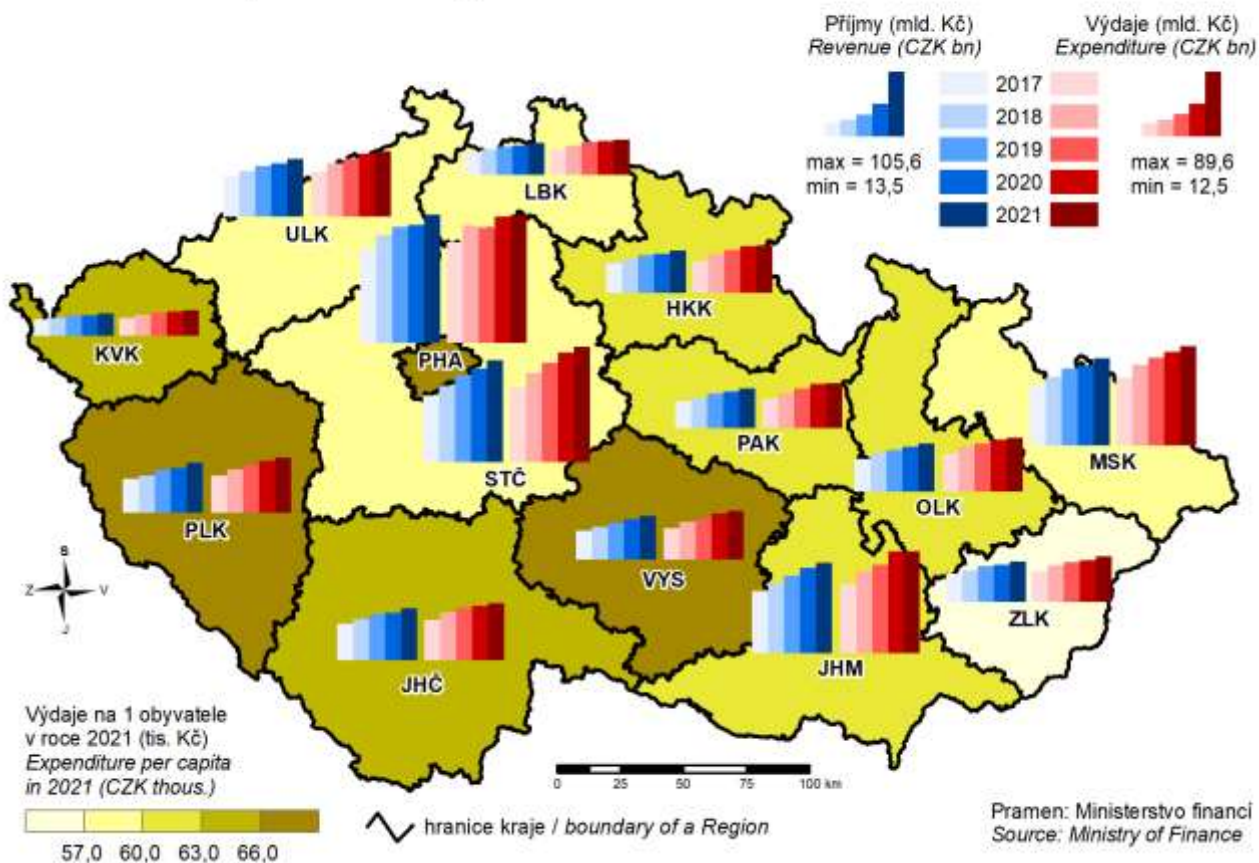 Příjmy (mld. Kč)
Revenue (CZK bn)
Výdaje (mld. Kč)
Expenditure (CZK bn)
2017
2018
2019
2020
2021
max = 105,6
min = 13,5
max = 89,6
min = 12,5
LBK
ULK
HKK
KVK
PHA
PAK
MSK
STČ
OLK
PLK
VYS
ZLK
JHM
JHČ
S
Z
V
J
Výdaje na 1 obyvatele
v roce 2021 (tis. Kč)
Expenditure per capita
in 2021 (CZK thous.)
57,0 60,0 63,0 66,0
0 25 50 75 100 km
hranice kraje / boundary of a Region
Pramen: Ministerstvo financí
Source: Ministry of Finance